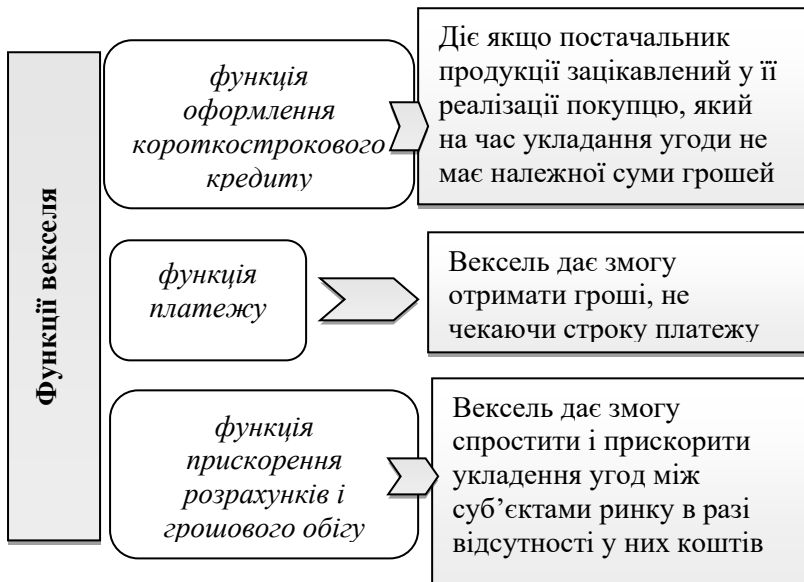 Функції векселя
функція
оформлення
короткострокового
кредиту
Діє якщо постачальник
продукції зацікавлений у її
реалізації покупцю, який
на час укладання угоди не
має належної суми грошей
функція
платежу
Вексель дає змогу
отримати гроші, не
чекаючи строку платежу
функція
прискорення
розрахунків і
грошового обігу
Вексель дає змогу
спростити і прискорити
укладення угод між
суб’єктами ринку в разі
відсутності у них коштів